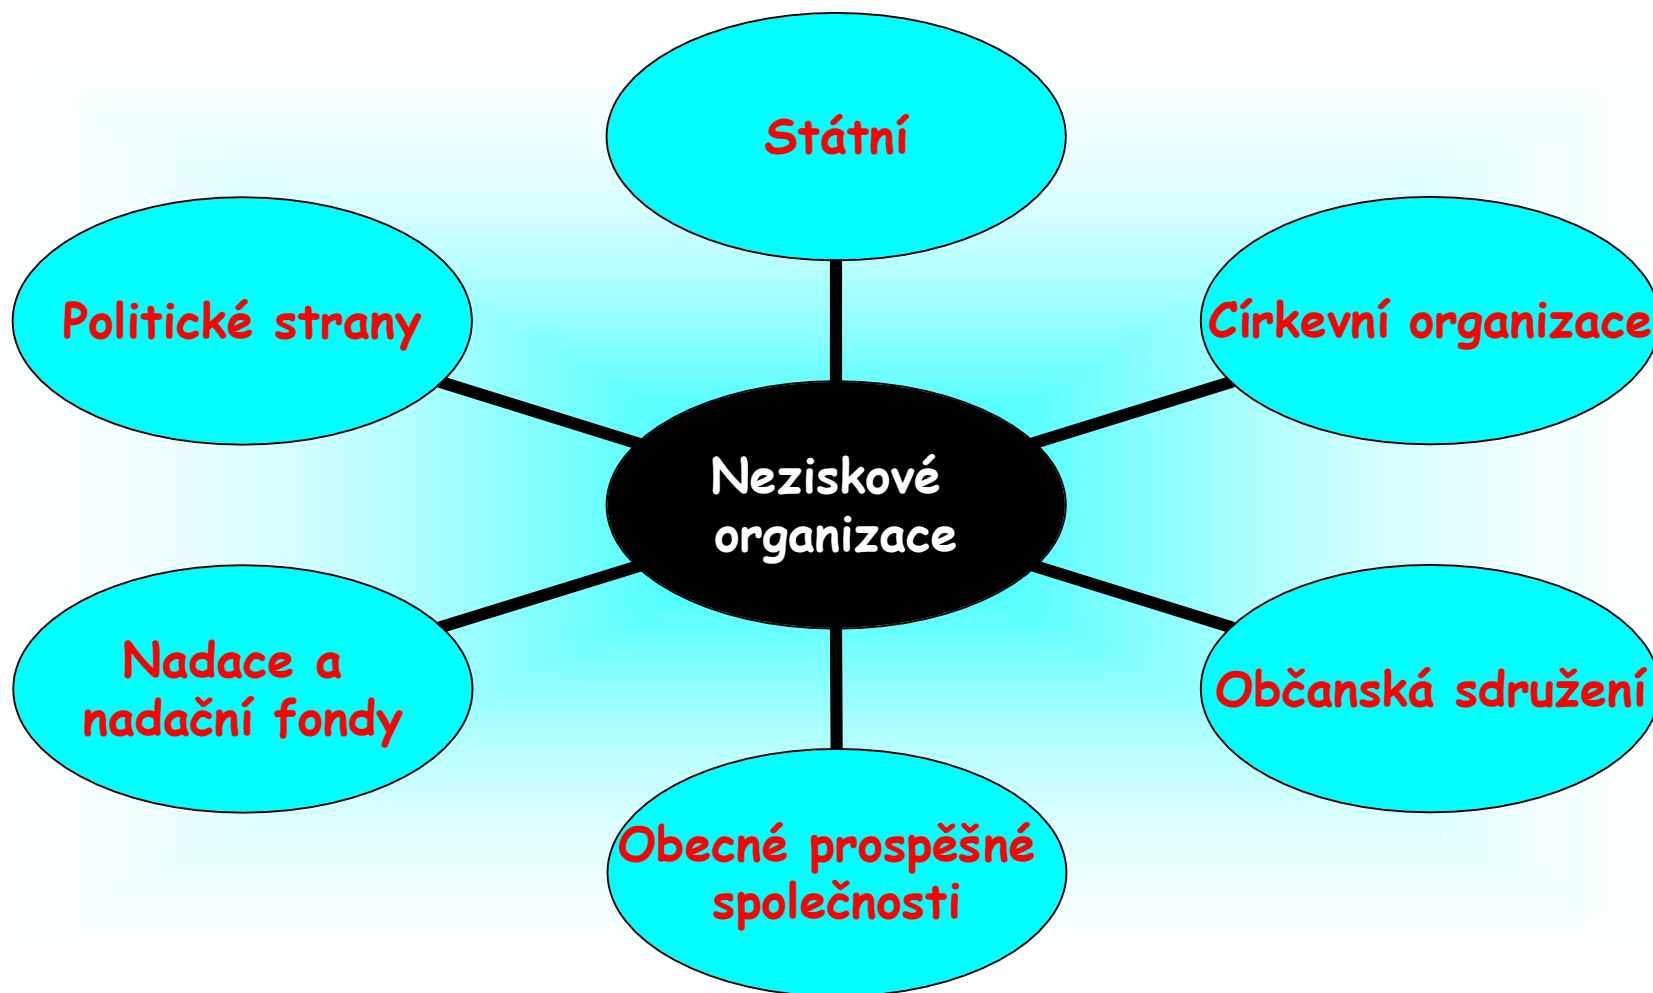 Státní
Politické strany
Církevní organizace
Neziskové
organizace
Nadace a
nadační fondy
Občanská sdružení
Obecné prospěšné
společnosti